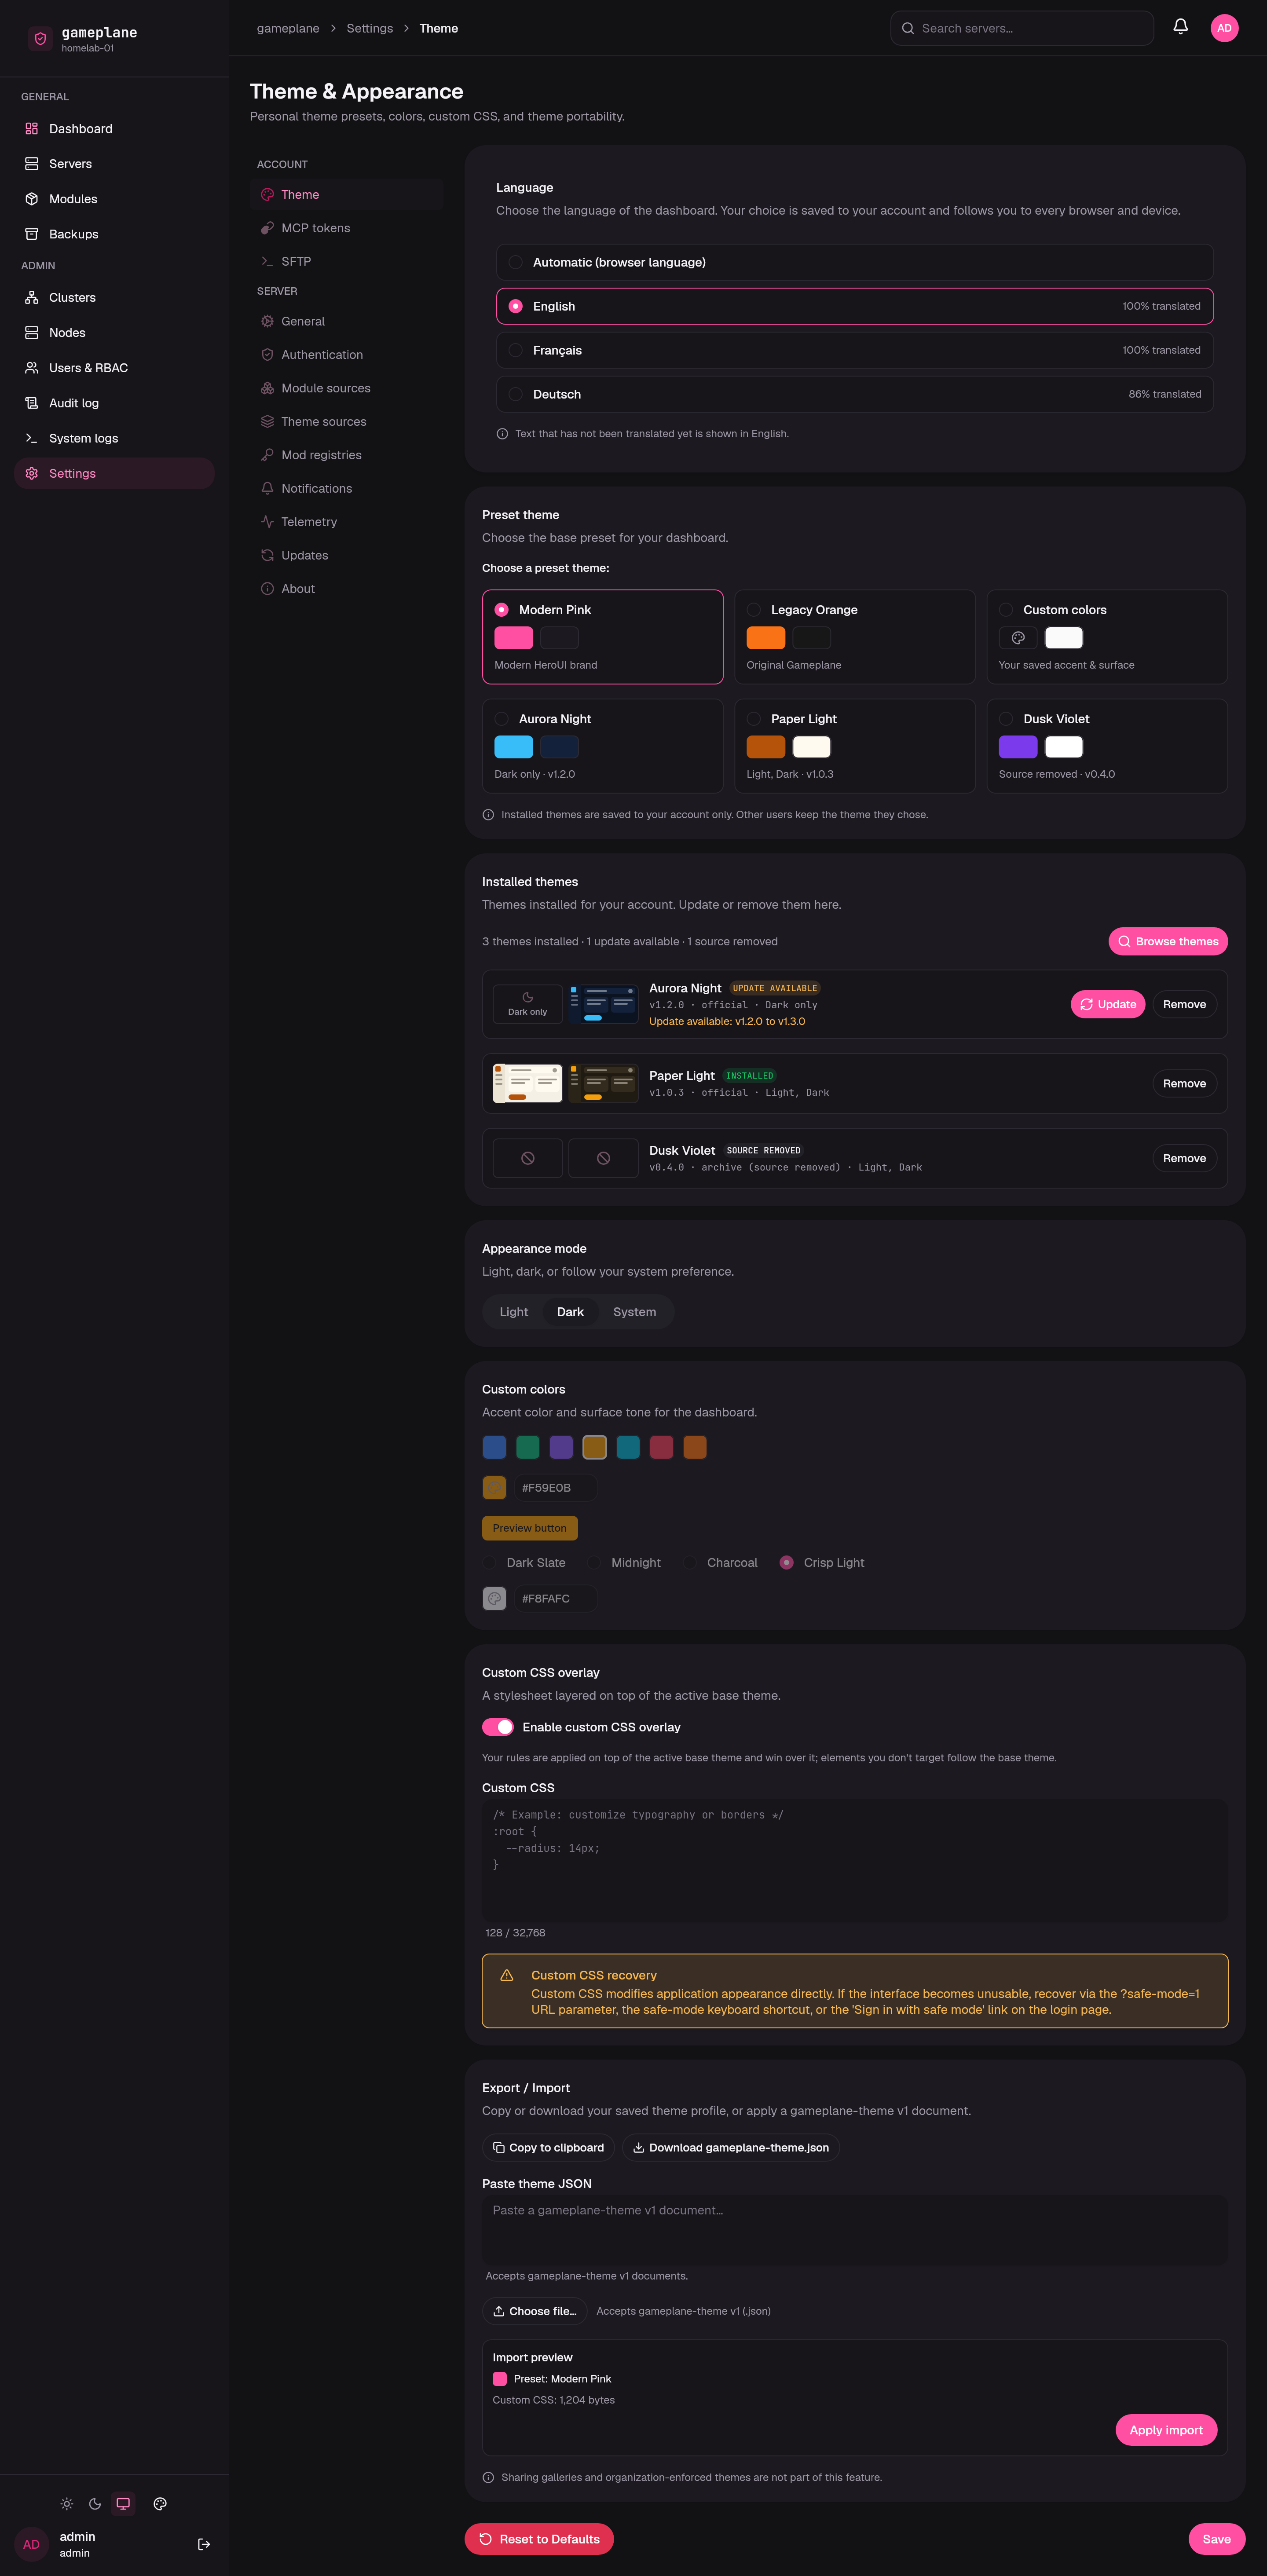 gameplane
homelab-01
GENERAL
Dashboard
Servers
Modules
Backups
ADMIN
Clusters
Nodes
Users & RBAC
Audit log
System logs
Settings
AD
admin
admin
gameplane
Settings
Theme
Search servers...
AD
Theme & Appearance
Personal theme presets, colors, custom CSS, and theme portability.
ACCOUNT
Theme
MCP tokens
SFTP
SERVER
General
Authentication
Module sources
Theme sources
Mod registries
Notifications
Telemetry
Updates
About
Language
Choose the language of the dashboard. Your choice is saved to your account and follows you to every browser and device.
Automatic (browser language)
English 100% translated
Français 100% translated
Deutsch 86% translated
Text that has not been translated yet is shown in English.
Preset theme
Choose the base preset for your dashboard.
Choose a preset theme:
Modern Pink
Modern HeroUI brand
Legacy Orange
Original Gameplane
Custom colors
Your saved accent & surface
Aurora Night
Dark only · v1.2.0
Paper Light
Light, Dark · v1.0.3
Dusk Violet
Source removed · v0.4.0
Installed themes are saved to your account only. Other users keep the theme they chose.
Installed themes
Themes installed for your account. Update or remove them here.
3 themes installed · 1 update available · 1 source removed
Browse themes
Dark only
Aurora Night UPDATE AVAILABLE
v1.2.0 · official · Dark only
Update available: v1.2.0 to v1.3.0
Update
Remove
Paper Light INSTALLED
v1.0.3 · official · Light, Dark
Remove
Dusk Violet SOURCE REMOVED
v0.4.0 · archive (source removed) · Light, Dark
Remove
Appearance mode
Light, dark, or follow your system preference.
Light Dark System
Custom colors
Accent color and surface tone for the dashboard.
#F59E0B
Preview button
Dark Slate Midnight Charcoal Crisp Light
#F8FAFC
Custom CSS overlay
A stylesheet layered on top of the active base theme.
Enable custom CSS overlay
Your rules are applied on top of the active base theme and win over it; elements you don't target follow the base theme.
Custom CSS
/* Example: customize typography or borders */
:root {
--radius: 14px;
}
128 / 32,768
Custom CSS recovery
Custom CSS modifies application appearance directly. If the interface becomes unusable, recover via the ?safe-mode=1
URL parameter, the safe-mode keyboard shortcut, or the 'Sign in with safe mode' link on the login page.
Export / Import
Copy or download your saved theme profile, or apply a gameplane-theme v1 document.
Copy to clipboard
Download gameplane-theme.json
Paste theme JSON
Paste a gameplane-theme v1 document...
Accepts gameplane-theme v1 documents.
Choose file...
Accepts gameplane-theme v1 (.json)
Import preview
Preset: Modern Pink
Custom CSS: 1,204 bytes
Apply import
Sharing galleries and organization-enforced themes are not part of this feature.
Reset to Defaults
Save